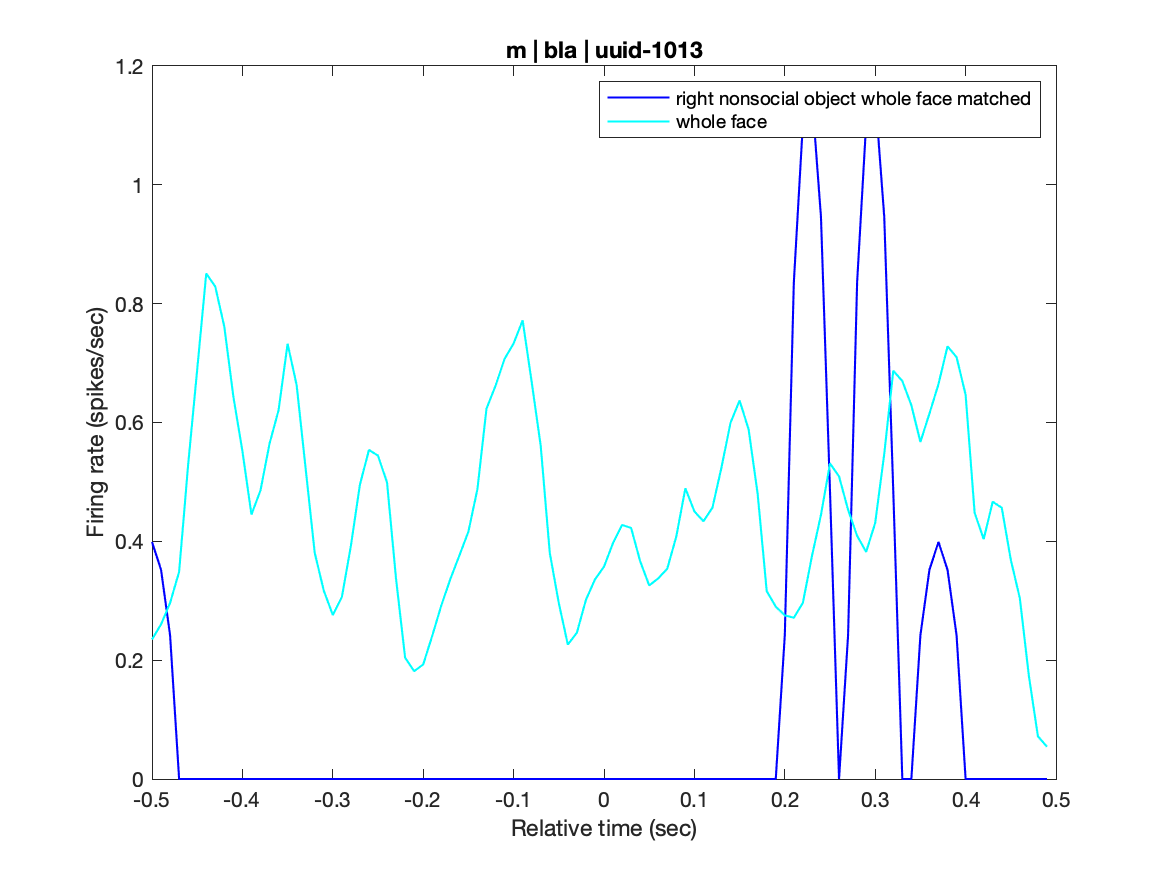 m | bla | uuid-1013
right nonsocial object whole face matched
whole face
Firing rate (spikes/sec)
1.2
1
0.8
0.6
0.4
0.2
0
-0.5 -0.4 -0.3 -0.2 -0.1 0 0.1 0.2 0.3 0.4 0.5
Relative time (sec)